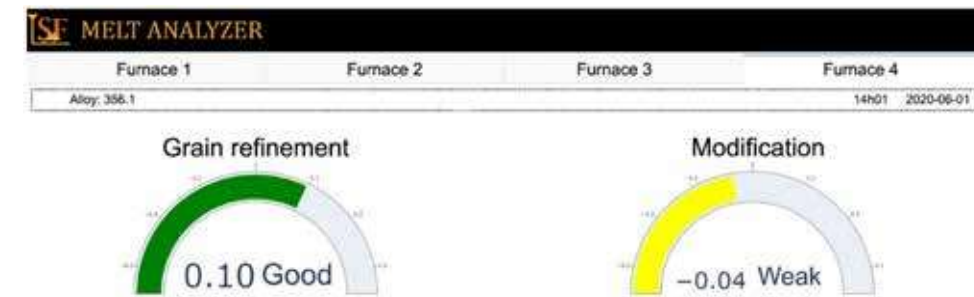 LSF MELT ANALYZER
Furnace 1 Furnace 2 Furnace 3 Furnace 4
Alloy: 356.1 14h01 2020-06-01
Grain refinement Modification
0.10 Good −0.04 Weak